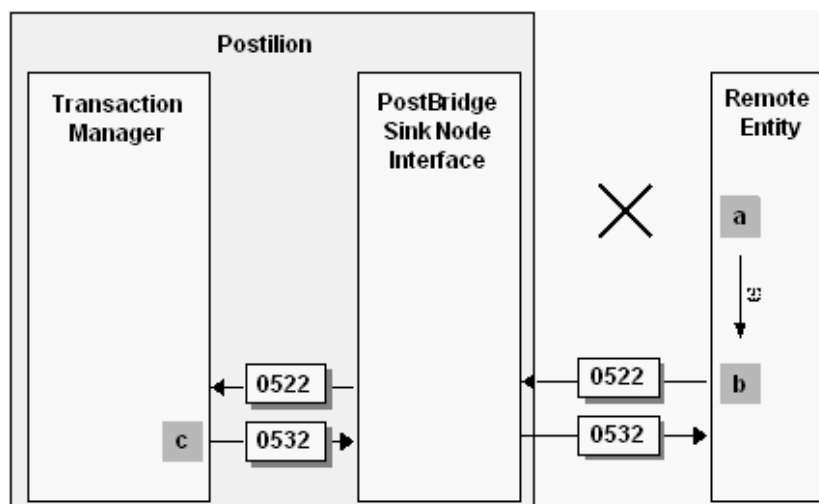 Postilion
Transaction
Manager
PostBridge
Sink Node
Interface
Remote
Entity
a
0522
0522
b
c
0532
0532